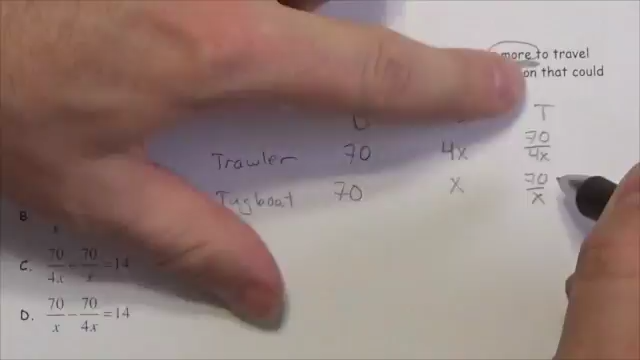 more to travel
on that could
D T
Trawler 70 4x 70/4x
Tugboat 70 x 70/x
B
x
C. 70/4x - 70/x = 14
D. 70/x - 70/4x = 14